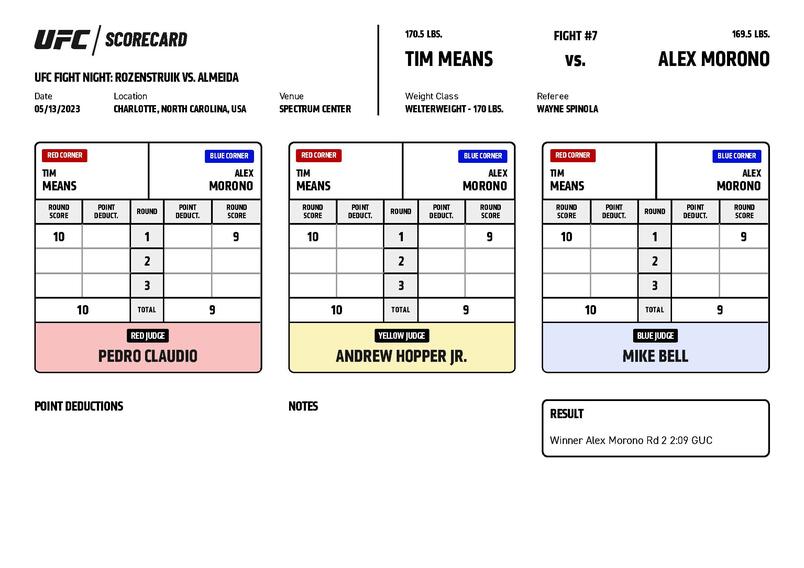 UFC / SCORECARD
UFC FIGHT NIGHT: ROZENSTRUIK VS. ALMEIDA
Date Location Venue
05/13/2023 CHARLOTTE, NORTH CAROLINA, USA SPECTRUM CENTER
170.5 LBS. FIGHT #7 169.5 LBS.
TIM MEANS VS. ALEX MORONO
Weight Class Referee
WELTERWEIGHT - 170 LBS. WAYNE SPINOLA
RED CORNER BLUE CORNER
TIM ALEX
MEANS MORONO
ROUND SCORE POINT DEDUCT. ROUND POINT DEDUCT. ROUND SCORE
10 1 9
2
3
10 TOTAL 9
RED JUDGE
PEDRO CLAUDIO
RED CORNER BLUE CORNER
TIM ALEX
MEANS MORONO
ROUND SCORE POINT DEDUCT. ROUND POINT DEDUCT. ROUND SCORE
10 1 9
2
3
10 TOTAL 9
YELLOW JUDGE
ANDREW HOPPER JR.
RED CORNER BLUE CORNER
TIM ALEX
MEANS MORONO
ROUND SCORE POINT DEDUCT. ROUND POINT DEDUCT. ROUND SCORE
10 1 9
2
3
10 TOTAL 9
BLUE JUDGE
MIKE BELL
POINT DEDUCTIONS
NOTES
RESULT
Winner Alex Morono Rd 2 2:09 GUC